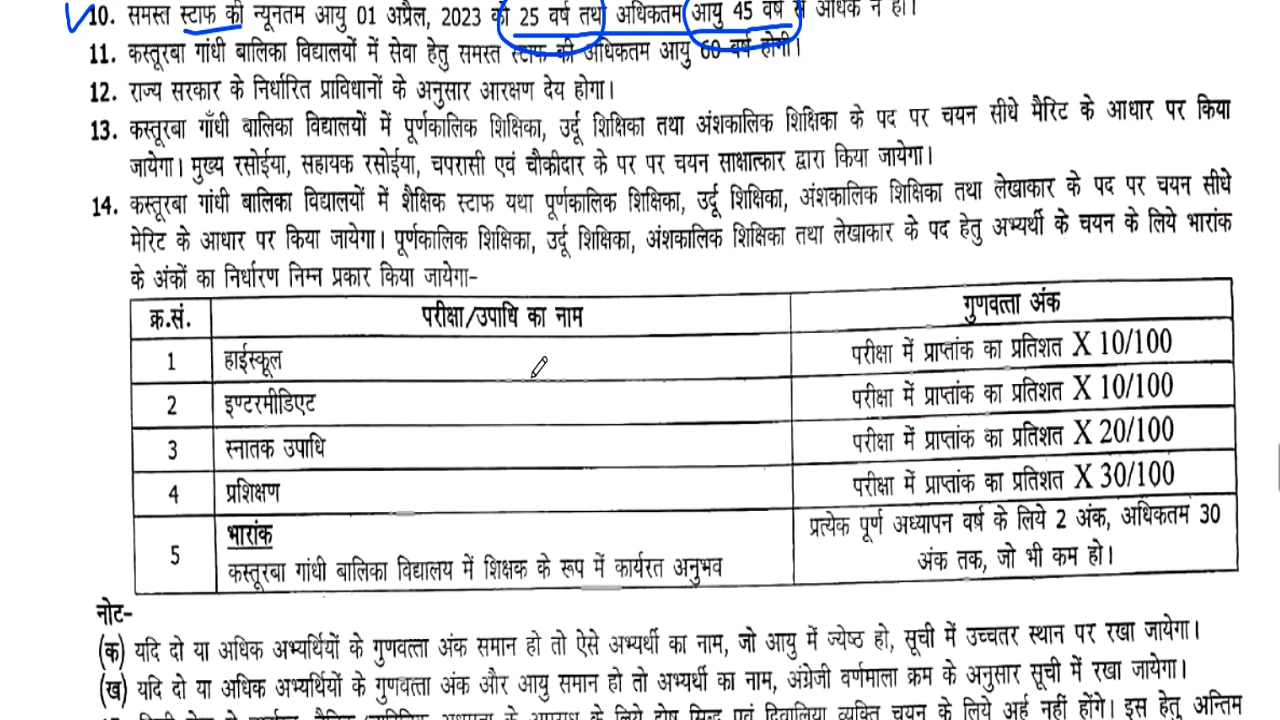 10. समस्त स्टाफ की न्यूनतम आयु 01 अप्रैल, 2023 को 25 वर्ष तथ अधिकतम आयु 45 वर्ष से अधिक न हो।
11. कस्तूरबा गांधी बालिका विद्यालयों में सेवा हेतु समस्त स्टाफ की अधिकतम आयु 60 वर्ष होगी।
12. राज्य सरकार के निर्धारित प्राविधानों के अनुसार आरक्षण देय होगा।
13. कस्तूरबा गाँधी बालिका विद्यालयों में पूर्णकालिक शिक्षिका, उर्दू शिक्षिका तथा अंशकालिक शिक्षिका के पद पर चयन सीधे मैरिट के आधार पर किया
जायेगा। मुख्य रसोईया, सहायक रसोईया, चपरासी एवं चौकीदार के पर पर चयन साक्षात्कार द्वारा किया जायेगा।
14. कस्तूरबा गांधी बालिका विद्यालयों में शैक्षिक स्टाफ यथा पूर्णकालिक शिक्षिका, उर्दू शिक्षिका, अंशकालिक शिक्षिका तथा लेखाकार के पद पर चयन सीधे
मेरिट के आधार पर किया जायेगा। पूर्णकालिक शिक्षिका, उर्दू शिक्षिका, अंशकालिक शिक्षिका तथा लेखाकार के पद हेतु अभ्यर्थी के चयन के लिये भारांक
के अंकों का निर्धारण निम्न प्रकार किया जायेगा-
क्र.सं. परीक्षा/उपाधि का नाम गुणवत्ता अंक
1 हाईस्कूल परीक्षा में प्राप्तांक का प्रतिशत X 10/100
2 इण्टरमीडिएट परीक्षा में प्राप्तांक का प्रतिशत X 10/100
3 स्नातक उपाधि परीक्षा में प्राप्तांक का प्रतिशत X 20/100
4 प्रशिक्षण परीक्षा में प्राप्तांक का प्रतिशत X 30/100
5 भारांक
कस्तूरबा गांधी बालिका विद्यालय में शिक्षक के रूप में कार्यरत अनुभव
प्रत्येक पूर्ण अध्यापन वर्ष के लिये 2 अंक, अधिकतम 30
अंक तक, जो भी कम हो।
नोट-
(क) यदि दो या अधिक अभ्यर्थियों के गुणवत्ता अंक समान हो तो ऐसे अभ्यर्थी का नाम, जो आयु में ज्येष्ठ हो, सूची में उच्चतर स्थान पर रखा जायेगा।
(ख) यदि दो या अधिक अभ्यर्थियों के गुणवत्ता अंक और आयु समान हो तो अभ्यर्थी का नाम, अंग्रेजी वर्णमाला क्रम के अनुसार सूची में रखा जायेगा।
के लिये दोष सिद्ध एवं दिवालिया व्यक्ति चयन के लिये अर्ह नहीं होंगे। इस हेतु अन्तिम